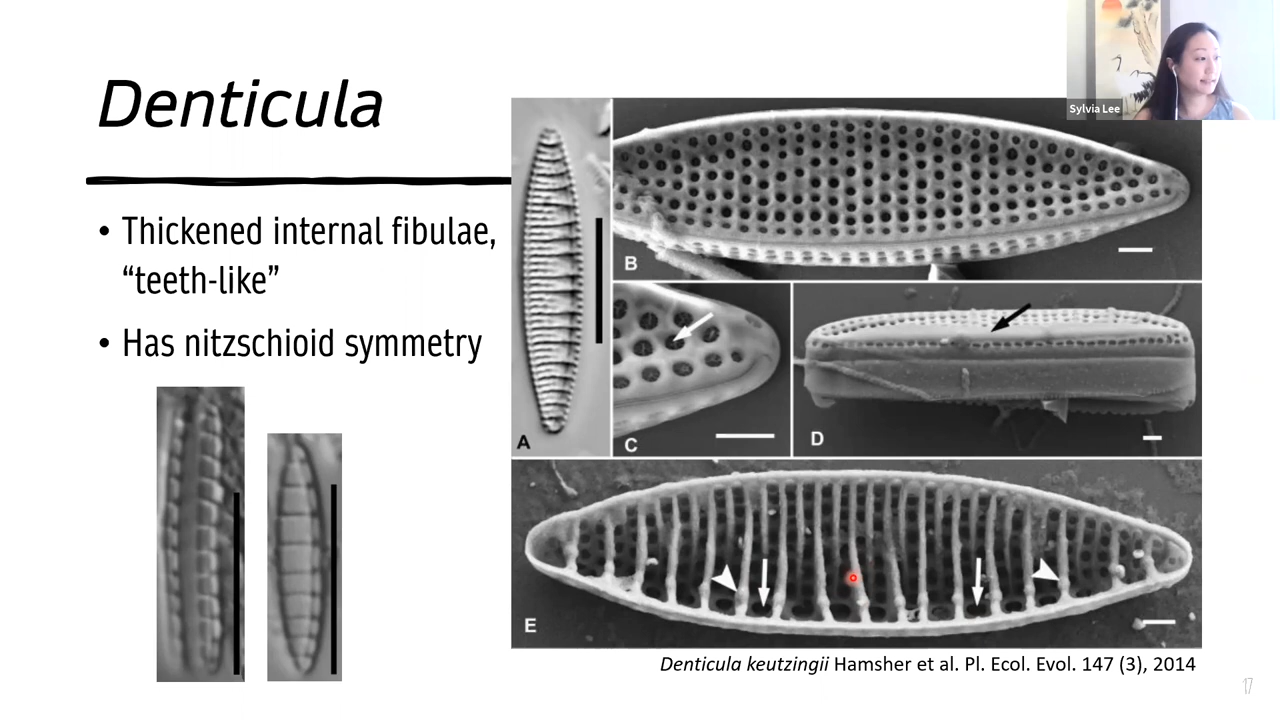 Denticula
Sylvia Lee
• Thickened internal fibulae,
“teeth-like”
• Has nitzschioid symmetry
A
B
C
D
E
Denticula keutzingii Hamsher et al. Pl. Ecol. Evol. 147 (3), 2014
17